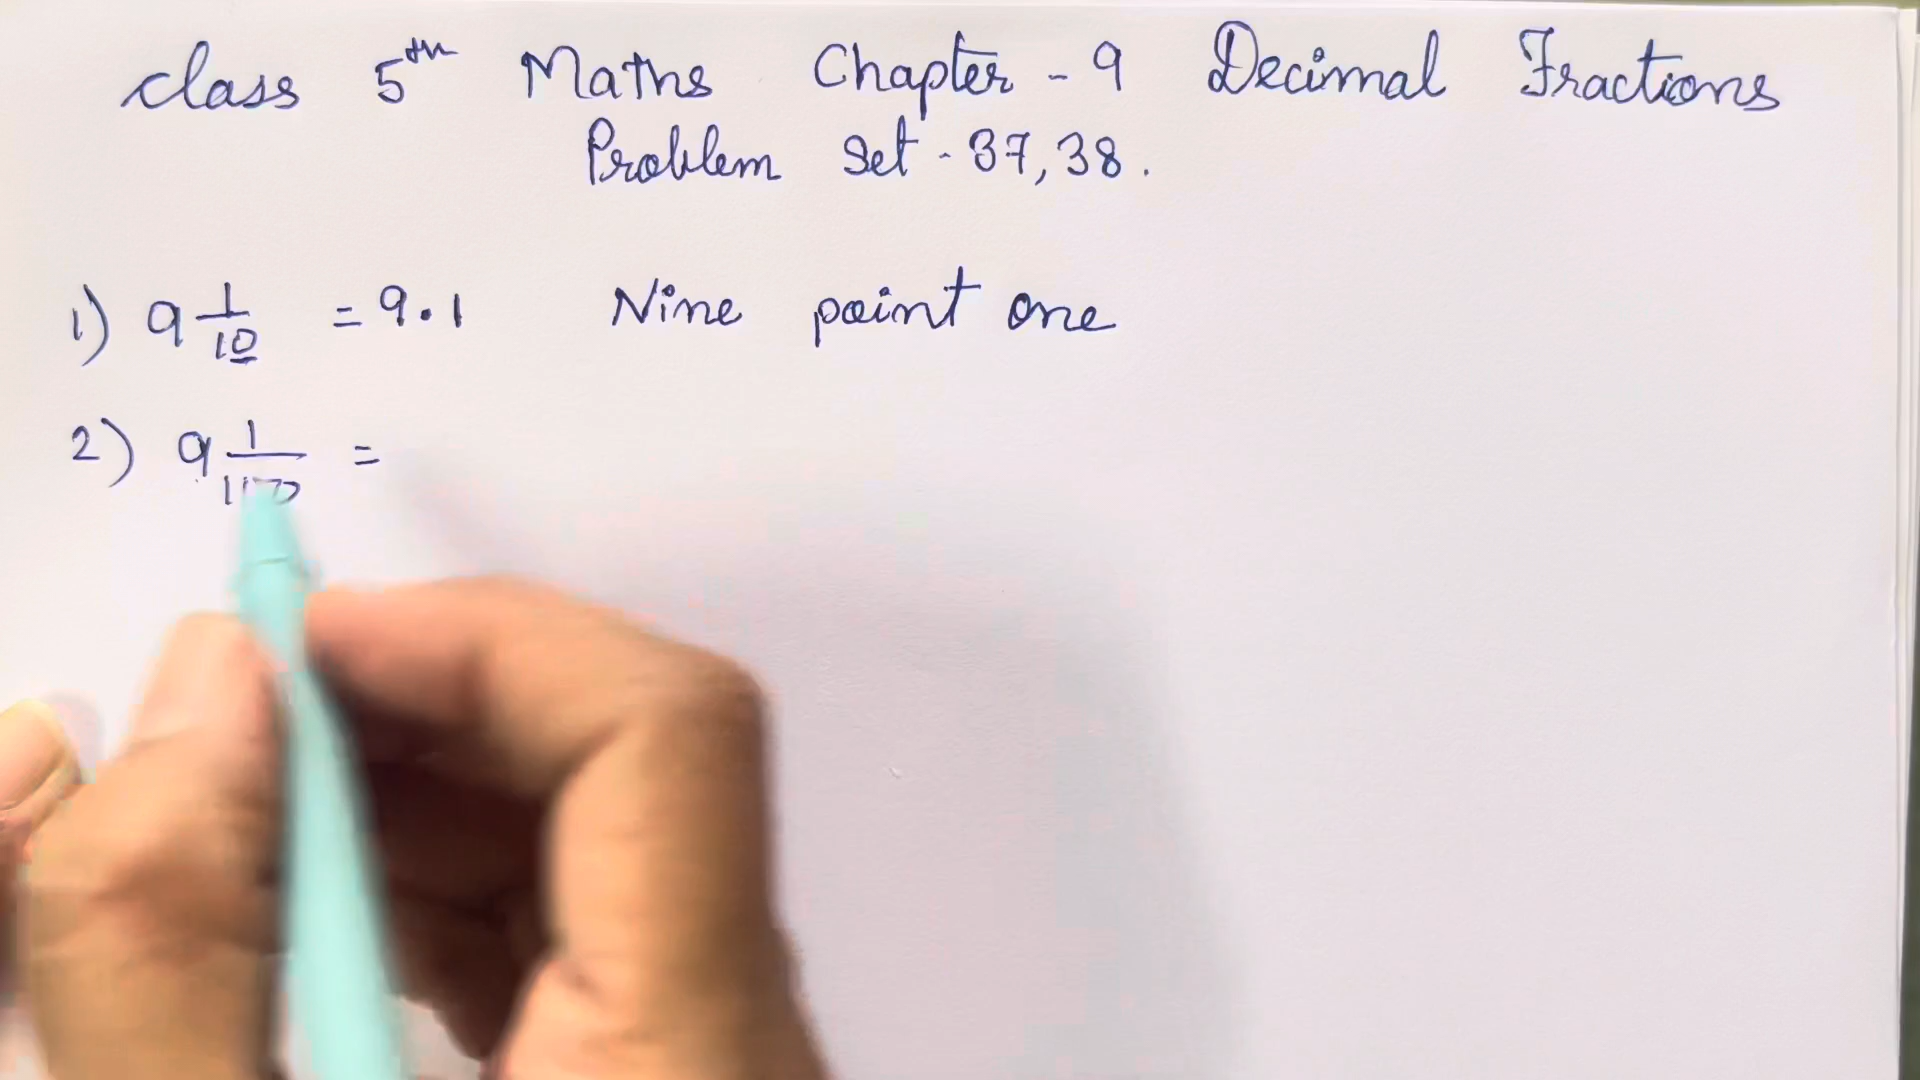 class 5th Maths Chapter - 9 Decimal Fractions
Problem Set - 37, 38.
1) 9 1/10 = 9.1 Nine point one
2) 9 1/100 =